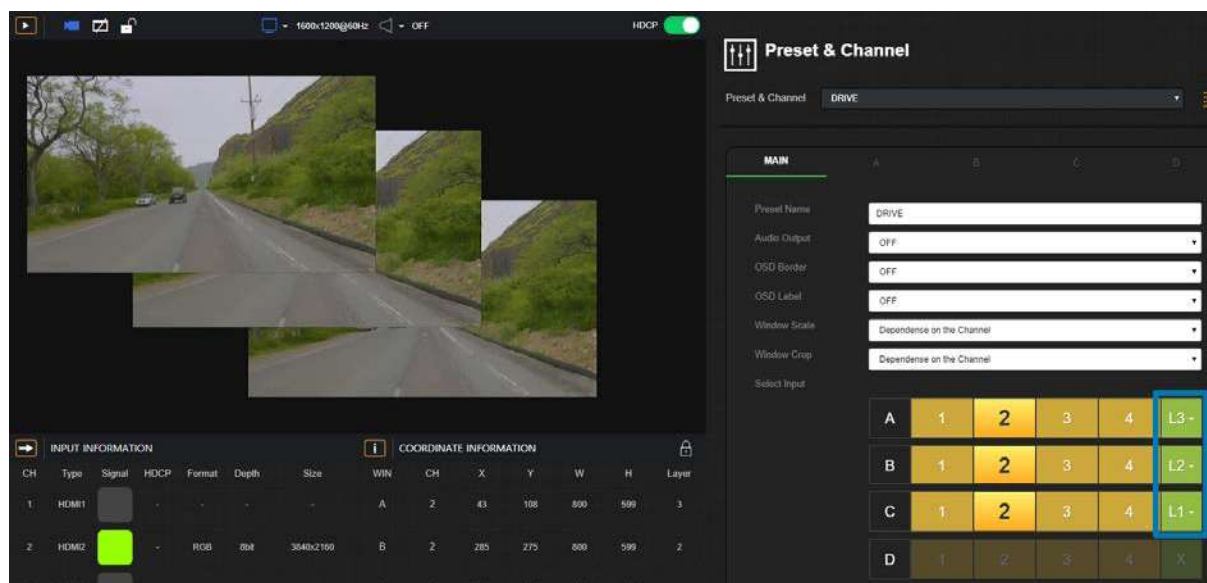 1600x1200@60Hz OFF HDCP
Preset & Channel
Preset & Channel DRIVE
MAIN A B C D
Preset Name DRIVE
Audio Output OFF
OSD Border OFF
OSD Label OFF
Window Scale Dependense on the Channel
Window Crop Dependense on the Channel
Select Input
A 1 2 3 4 L3 -
B 1 2 3 4 L2 -
C 1 2 3 4 L1 -
D 1 2 3 4 X
INPUT INFORMATION
CH Type Signal HDCP Format Depth Size
1 HDMI1 - - - -
2 HDMI2 - RGB 8bit 3840x2160
i COORDINATE INFORMATION
WIN CH X Y W H Layer
A 2 43 108 800 599 3
B 2 285 275 800 599 2